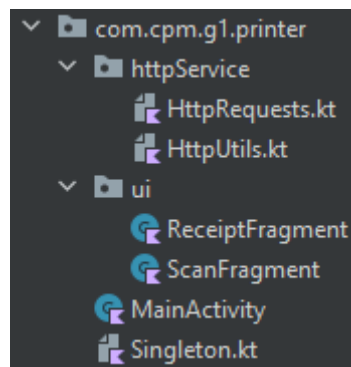 com.cpm.g1.printer
httpService
HttpRequests.kt
HttpUtils.kt
ui
ReceiptFragment
ScanFragment
MainActivity
Singleton.kt